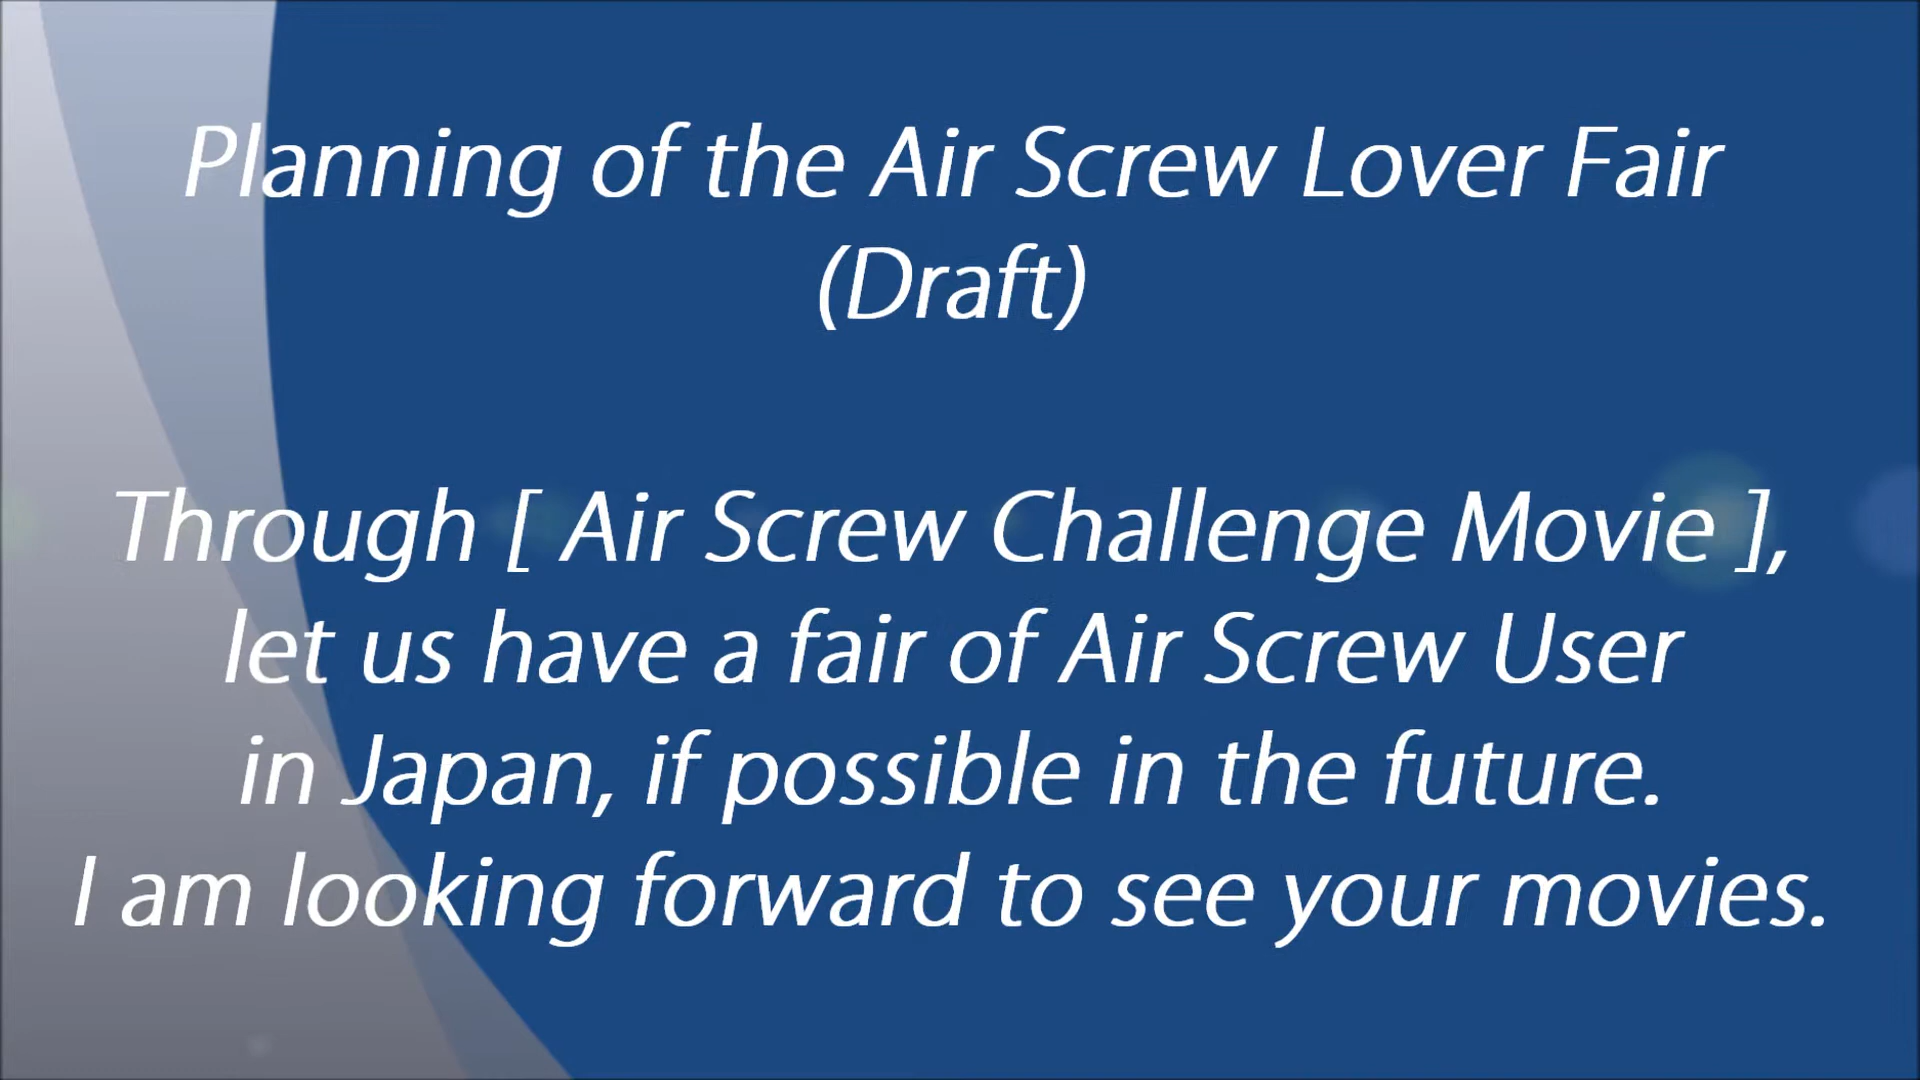 Planning of the Air Screw Lover Fair
(Draft)
Through [ Air Screw Challenge Movie ],
let us have a fair of Air Screw User
in Japan, if possible in the future.
I am looking forward to see your movies.